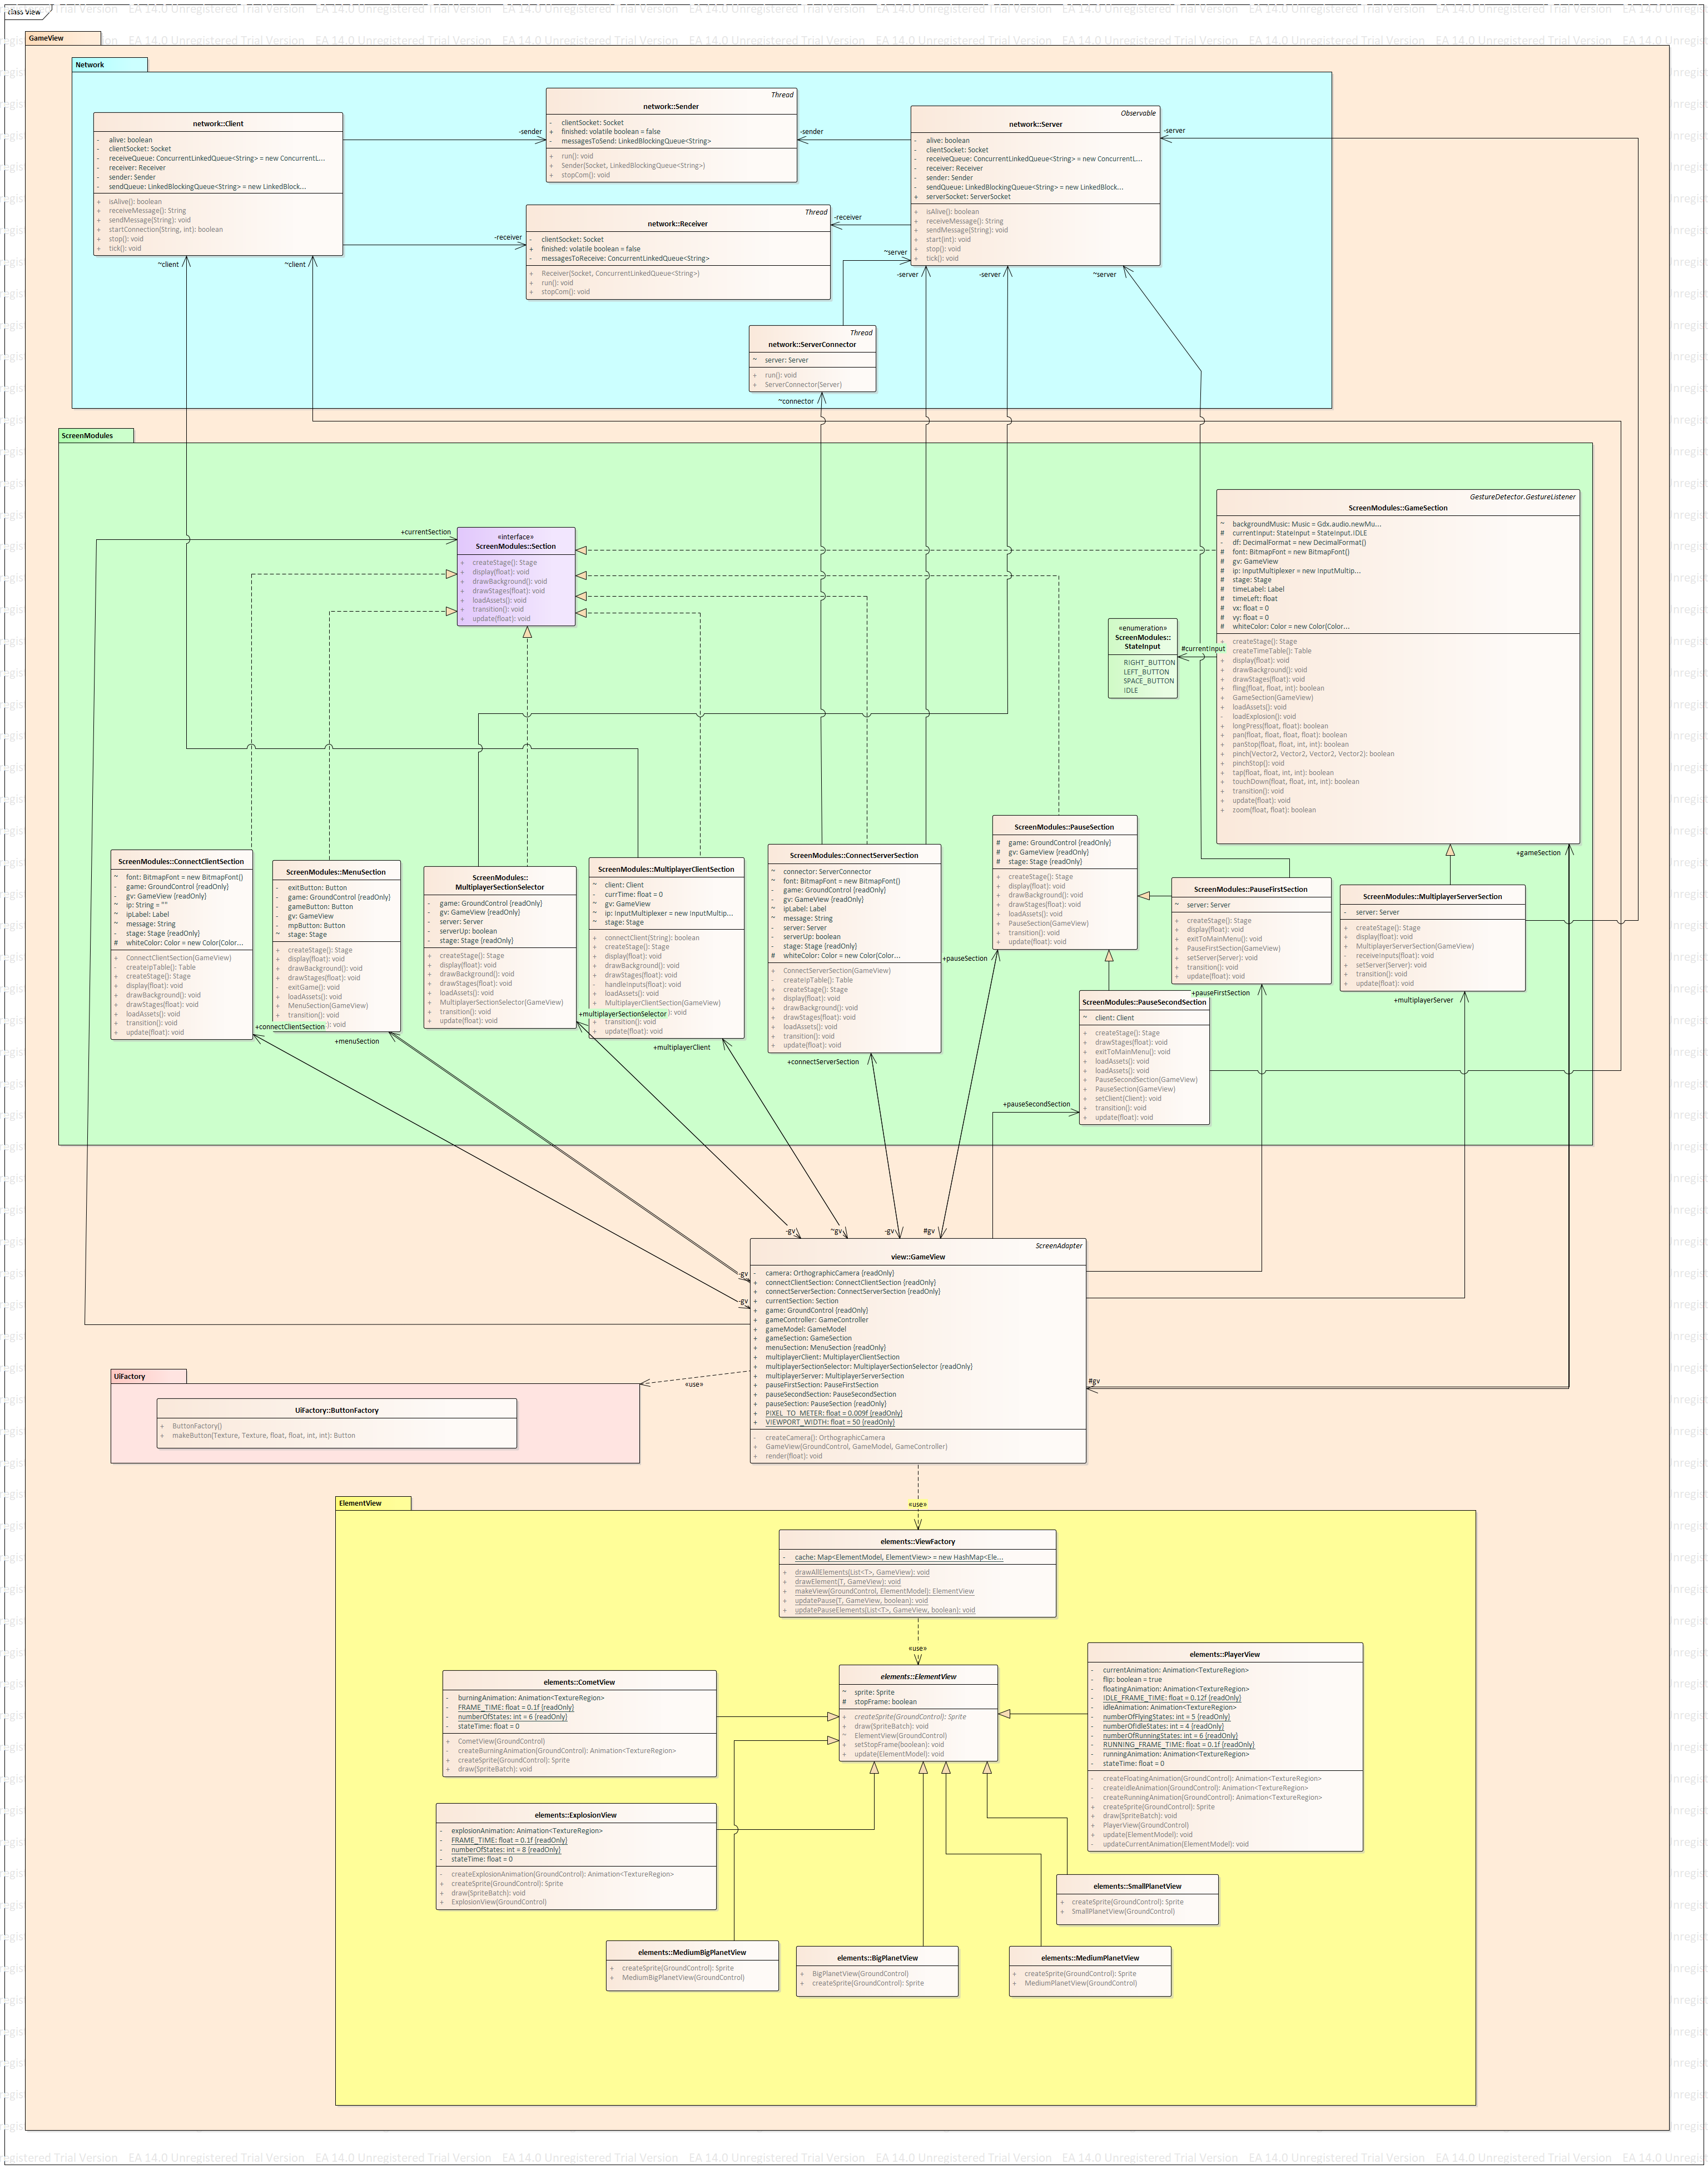 class View
EA 14.0 Unregistered Trial Version
GameView
Network
Thread
network::Sender
- clientSocket: Socket
+ finished: volatile boolean = false
- messagesToSend: LinkedBlockingQueue<String>
+ run(): void
+ Sender(Socket, LinkedBlockingQueue<String>)
+ stopCom(): void
network::Client
- alive: boolean
- clientSocket: Socket
- receiveQueue: ConcurrentLinkedQueue<String> = new ConcurrentL...
- receiver: Receiver
- sender: Sender
- sendQueue: LinkedBlockingQueue<String> = new LinkedBlock...
+ isAlive(): boolean
+ receiveMessage(): String
+ sendMessage(String): void
+ startConnection(String, int): boolean
+ stop(): void
+ tick(): void
Observable
network::Server
- alive: boolean
- clientSocket: Socket
- receiveQueue: ConcurrentLinkedQueue<String> = new ConcurrentL...
- receiver: Receiver
- sender: Sender
- sendQueue: LinkedBlockingQueue<String> = new LinkedBlock...
+ serverSocket: ServerSocket
+ isAlive(): boolean
+ receiveMessage(): String
+ sendMessage(String): void
+ start(int): void
+ stop(): void
+ tick(): void
-sender
-sender
-server
Thread
network::Receiver
- clientSocket: Socket
+ finished: volatile boolean = false
- messagesToReceive: ConcurrentLinkedQueue<String>
+ Receiver(Socket, ConcurrentLinkedQueue<String>)
+ run(): void
+ stopCom(): void
-receiver
-receiver
~client
~client
~server
-server
-server
~server
Thread
network::ServerConnector
~ server: Server
+ run(): void
+ ServerConnector(Server)
~connector
ScreenModules
+currentSection
«interface»
ScreenModules::Section
+ createStage(): Stage
+ display(float): void
+ drawBackground(): void
+ drawStages(float): void
+ loadAssets(): void
+ transition(): void
+ update(float): void
GestureDetector.GestureListener
ScreenModules::GameSection
~ backgroundMusic: Music = Gdx.audio.newMu...
# currentInput: StateInput = StateInput.IDLE
- df: DecimalFormat = new DecimalFormat()
# font: BitmapFont = new BitmapFont()
# gv: GameView
# ip: InputMultiplexer = new InputMultip...
# stage: Stage
# timeLabel: Label
# timeLeft: float
# vx: float = 0
# vy: float = 0
# whiteColor: Color = new Color(Color...
+ createStage(): Stage
+ createTimeTable(): Table
+ display(float): void
+ drawBackground(): void
+ drawStages(float): void
+ fling(float, float, int): boolean
+ GameSection(GameView)
+ loadAssets(): void
- loadExplosion(): void
+ longPress(float, float): boolean
+ pan(float, float, float, float): boolean
+ panStop(float, float, int, int): boolean
+ pinch(Vector2, Vector2, Vector2, Vector2): boolean
+ pinchStop(): void
+ tap(float, float, int, int): boolean
+ touchDown(float, float, int, int): boolean
+ transition(): void
+ update(float): void
+ zoom(float, float): boolean
«enumeration»
ScreenModules::
StateInput
RIGHT_BUTTON
LEFT_BUTTON
SPACE_BUTTON
IDLE
#currentInput
+gameSection
ScreenModules::ConnectClientSection
~ font: BitmapFont = new BitmapFont()
- game: GroundControl {readOnly}
- gv: GameView {readOnly}
~ ip: String = ""
~ ipLabel: Label
~ message: String
- stage: Stage {readOnly}
# whiteColor: Color = new Color(Color...
+ ConnectClientSection(GameView)
- createIpTable(): Table
+ createStage(): Stage
+ display(float): void
+ drawBackground(): void
+ drawStages(float): void
+ loadAssets(): void
+ transition(): void
+ update(float): void
+connectClientSection
ScreenModules::MenuSection
- exitButton: Button
- game: GroundControl {readOnly}
- gameButton: Button
- gv: GameView
- mpButton: Button
~ stage: Stage
+ createStage(): Stage
+ display(float): void
+ drawBackground(): void
+ drawStages(float): void
- exitGame(): void
+ loadAssets(): void
+ MenuSection(GameView)
+ transition(): void
): void
+menuSection
ScreenModules::
MultiplayerSectionSelector
- game: GroundControl {readOnly}
- gv: GameView {readOnly}
- server: Server
- serverUp: boolean
- stage: Stage {readOnly}
+ createStage(): Stage
+ display(float): void
+ drawBackground(): void
+ drawStages(float): void
+ loadAssets(): void
+ MultiplayerSectionSelector(GameView)
+ transition(): void
+ update(float): void
+multiplayerSectionSelector
ScreenModules::MultiplayerClientSection
~ client: Client
- currTime: float = 0
~ gv: GameView
~ ip: InputMultiplexer = new InputMultip...
~ stage: Stage
+ connectClient(String): boolean
+ createStage(): Stage
+ display(float): void
+ drawBackground(): void
+ drawStages(float): void
- handleInputs(float): void
+ loadAssets(): void
+ MultiplayerClientSection(GameView)
): void
+ transition(): void
+ update(float): void
+multiplayerClient
ScreenModules::ConnectServerSection
~ connector: ServerConnector
~ font: BitmapFont = new BitmapFont()
- game: GroundControl {readOnly}
- gv: GameView {readOnly}
~ ipLabel: Label
~ message: String
- server: Server
- serverUp: boolean
- stage: Stage {readOnly}
# whiteColor: Color = new Color(Color...
+ ConnectServerSection(GameView)
- createIpTable(): Table
+ createStage(): Stage
+ display(float): void
+ drawBackground(): void
+ drawStages(float): void
+ loadAssets(): void
+ transition(): void
+ update(float): void
+connectServerSection
ScreenModules::PauseSection
# game: GroundControl {readOnly}
# gv: GameView {readOnly}
# stage: Stage {readOnly}
+ createStage(): Stage
+ display(float): void
+ drawBackground(): void
+ drawStages(float): void
+ loadAssets(): void
+ PauseSection(GameView)
+ transition(): void
+ update(float): void
+pauseSection
ScreenModules::PauseFirstSection
~ server: Server
+ createStage(): Stage
+ display(float): void
+ exitToMainMenu(): void
+ PauseFirstSection(GameView)
+ setServer(Server): void
+ transition(): void
+ update(float): void
+pauseFirstSection
ScreenModules::MultiplayerServerSection
- server: Server
+ createStage(): Stage
+ display(float): void
+ MultiplayerServerSection(GameView)
- receiveInputs(float): void
+ setServer(Server): void
+ transition(): void
+ update(float): void
+multiplayerServer
ScreenModules::PauseSecondSection
~ client: Client
+ createStage(): Stage
+ drawStages(float): void
+ exitToMainMenu(): void
+ loadAssets(): void
+ loadAssets(): void
+ PauseSecondSection(GameView)
+ PauseSection(GameView)
+ setClient(Client): void
+ transition(): void
+ update(float): void
+pauseSecondSection
-gv
~gv
-gv
#gv
-gv
-gv
#gv
ScreenAdapter
view::GameView
- camera: OrthographicCamera {readOnly}
+ connectClientSection: ConnectClientSection {readOnly}
+ connectServerSection: ConnectServerSection {readOnly}
+ currentSection: Section
+ game: GroundControl {readOnly}
+ gameController: GameController
+ gameModel: GameModel
+ gameSection: GameSection
+ menuSection: MenuSection {readOnly}
+ multiplayerClient: MultiplayerClientSection
+ multiplayerSectionSelector: MultiplayerSectionSelector {readOnly}
+ multiplayerServer: MultiplayerServerSection
+ pauseFirstSection: PauseFirstSection
+ pauseSecondSection: PauseSecondSection
+ pauseSection: PauseSection {readOnly}
+ PIXEL_TO_METER: float = 0.009f {readOnly}
+ VIEWPORT_WIDTH: float = 50 {readOnly}
- createCamera(): OrthographicCamera
+ GameView(GroundControl, GameModel, GameController)
+ render(float): void
UiFactory
«use»
UiFactory::ButtonFactory
+ ButtonFactory()
+ makeButton(Texture, Texture, float, float, int, int): Button
ElementView
«use»
elements::ViewFactory
- cache: Map<ElementModel, ElementView> = new HashMap<Ele...
+ drawAllElements(List<T>, GameView): void
+ drawElement(T, GameView): void
+ makeView(GroundControl, ElementModel): ElementView
+ updatePause(T, GameView, boolean): void
+ updatePauseElements(List<T>, GameView, boolean): void
«use»
elements::ElementView
~ sprite: Sprite
# stopFrame: boolean
+ createSprite(GroundControl): Sprite
+ draw(SpriteBatch): void
~ ElementView(GroundControl)
+ setStopFrame(boolean): void
+ update(ElementModel): void
elements::PlayerView
- currentAnimation: Animation<TextureRegion>
- flip: boolean = true
- floatingAnimation: Animation<TextureRegion>
- IDLE_FRAME_TIME: float = 0.12f {readOnly}
- idleAnimation: Animation<TextureRegion>
- numberOfFlyingStates: int = 5 {readOnly}
- numberOfIdleStates: int = 4 {readOnly}
- numberOfRunningStates: int = 6 {readOnly}
- RUNNING_FRAME_TIME: float = 0.1f {readOnly}
- runningAnimation: Animation<TextureRegion>
- stateTime: float = 0
- createFloatingAnimation(GroundControl): Animation<TextureRegion>
- createIdleAnimation(GroundControl): Animation<TextureRegion>
- createRunningAnimation(GroundControl): Animation<TextureRegion>
+ createSprite(GroundControl): Sprite
+ draw(SpriteBatch): void
+ PlayerView(GroundControl)
+ update(ElementModel): void
- updateCurrentAnimation(ElementModel): void
elements::CometView
- burningAnimation: Animation<TextureRegion>
- FRAME_TIME: float = 0.1f {readOnly}
- numberOfStates: int = 6 {readOnly}
- stateTime: float = 0
+ CometView(GroundControl)
- createBurningAnimation(GroundControl): Animation<TextureRegion>
+ createSprite(GroundControl): Sprite
+ draw(SpriteBatch): void
elements::ExplosionView
- explosionAnimation: Animation<TextureRegion>
- FRAME_TIME: float = 0.1f {readOnly}
- numberOfStates: int = 8 {readOnly}
- stateTime: float = 0
- createExplosionAnimation(GroundControl): Animation<TextureRegion>
+ createSprite(GroundControl): Sprite
+ draw(SpriteBatch): void
+ ExplosionView(GroundControl)
elements::SmallPlanetView
+ createSprite(GroundControl): Sprite
+ SmallPlanetView(GroundControl)
elements::MediumBigPlanetView
+ createSprite(GroundControl): Sprite
+ MediumBigPlanetView(GroundControl)
elements::BigPlanetView
+ BigPlanetView(GroundControl)
+ createSprite(GroundControl): Sprite
elements::MediumPlanetView
+ createSprite(GroundControl): Sprite
+ MediumPlanetView(GroundControl)
EA 14.0 Unregistered Trial Version